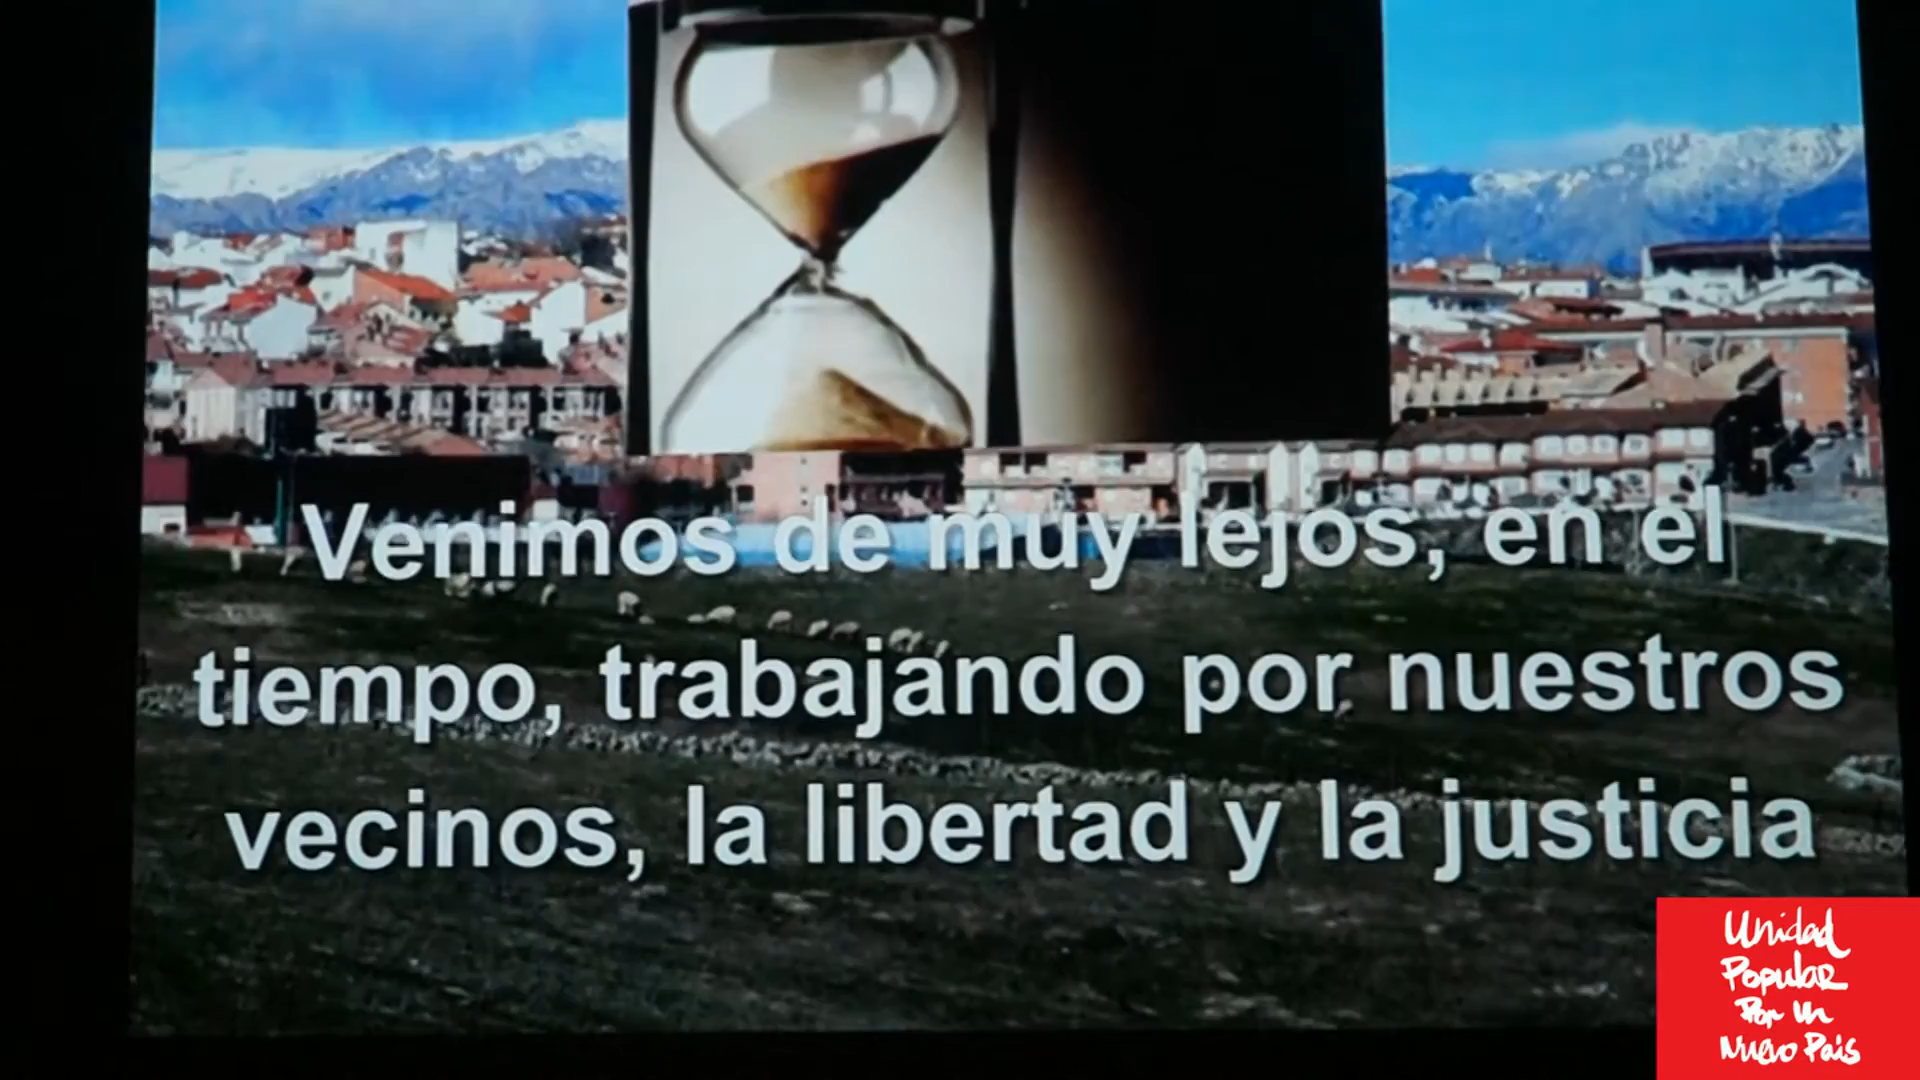 Venimos de muy lejos, en el
tiempo, trabajando por nuestros
vecinos, la libertad y la justicia
Unidad
Popular
Por Un
Nuevo País